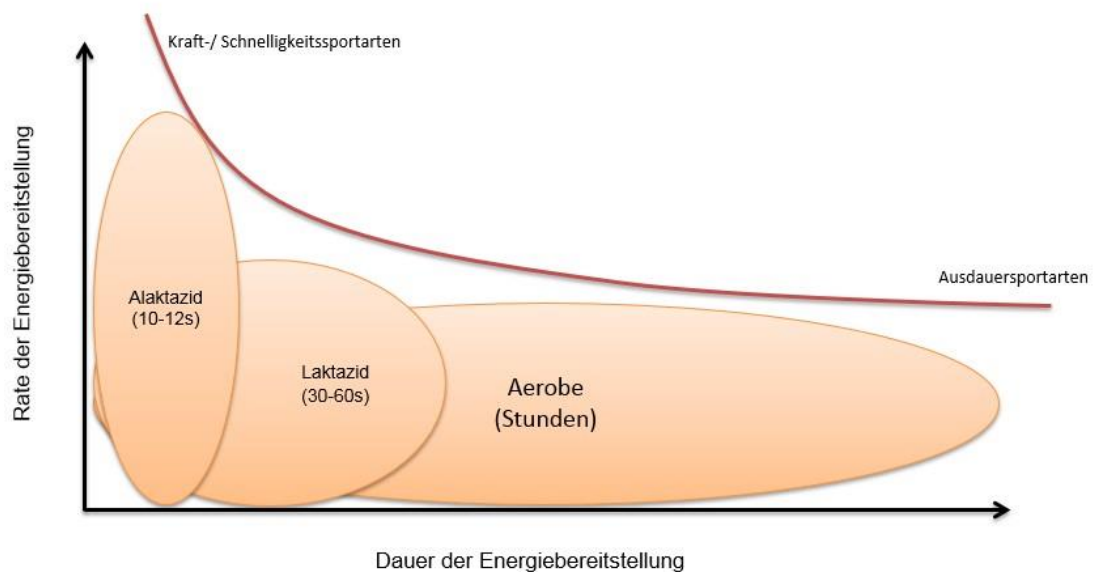 Kraft-/ Schnelligkeitssportarten
Rate der Energiebereitstellung
Ausdauersportarten
Alaktazid
(10-12s)
Laktazid
(30-60s)
Aerobe
(Stunden)
Dauer der Energiebereitstellung